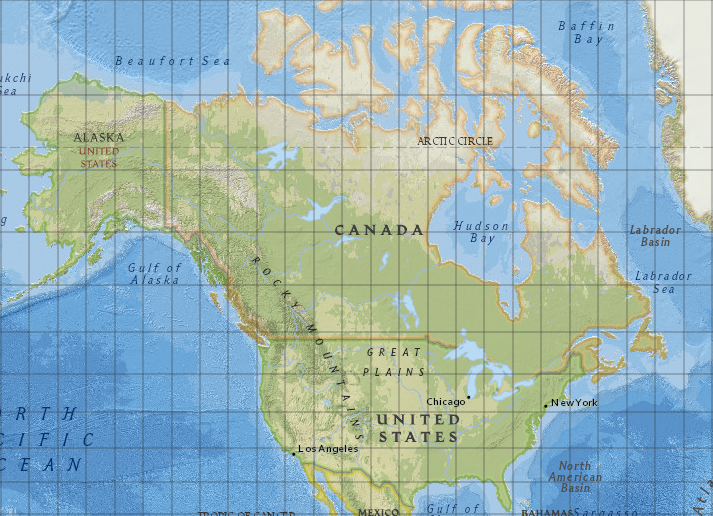 Baffin
Bay
Beaufort Sea
ukchi
Sea
ALASKA
UNITED
STATES
ARCTIC CIRCLE
CANADA
Hudson
Bay
Labrador
Basin
Labrador
Sea
Gulf of
Alaska
ROCKY MOUNTAINS
GREAT
PLAINS
Chicago
New York
UNITED
STATES
RTH
CIFIC
CEAN
Los Angeles
North
American
Basin
TROPIC OF CANCER
MEXICO
Gulf of
BAHAMAS
Sargasso
Atla